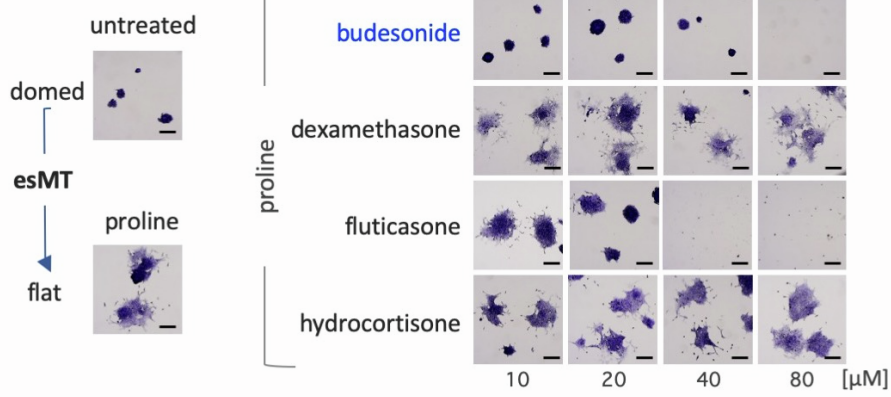 untreated
domed
esMT
proline
flat
proline
budesonide
dexamethasone
fluticasone
hydrocortisone
10 20 40 80 [μM]